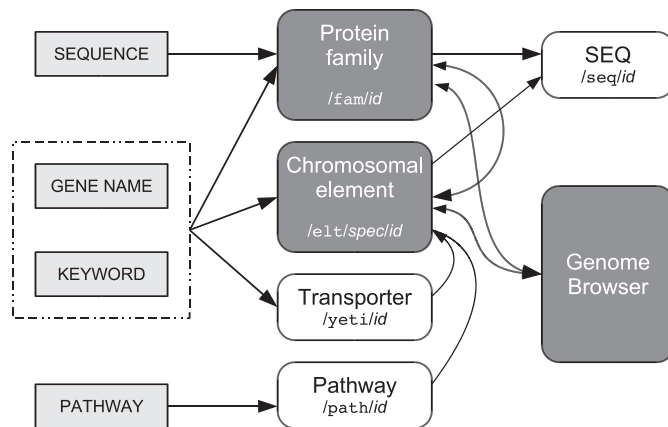 SEQUENCE
Protein
family
/fam/id
SEQ
/seq/id
GENE NAME
KEYWORD
Chromosomal
element
/elt/spec/id
Genome
Browser
Transporter
/yeti/id
PATHWAY
Pathway
/path/id